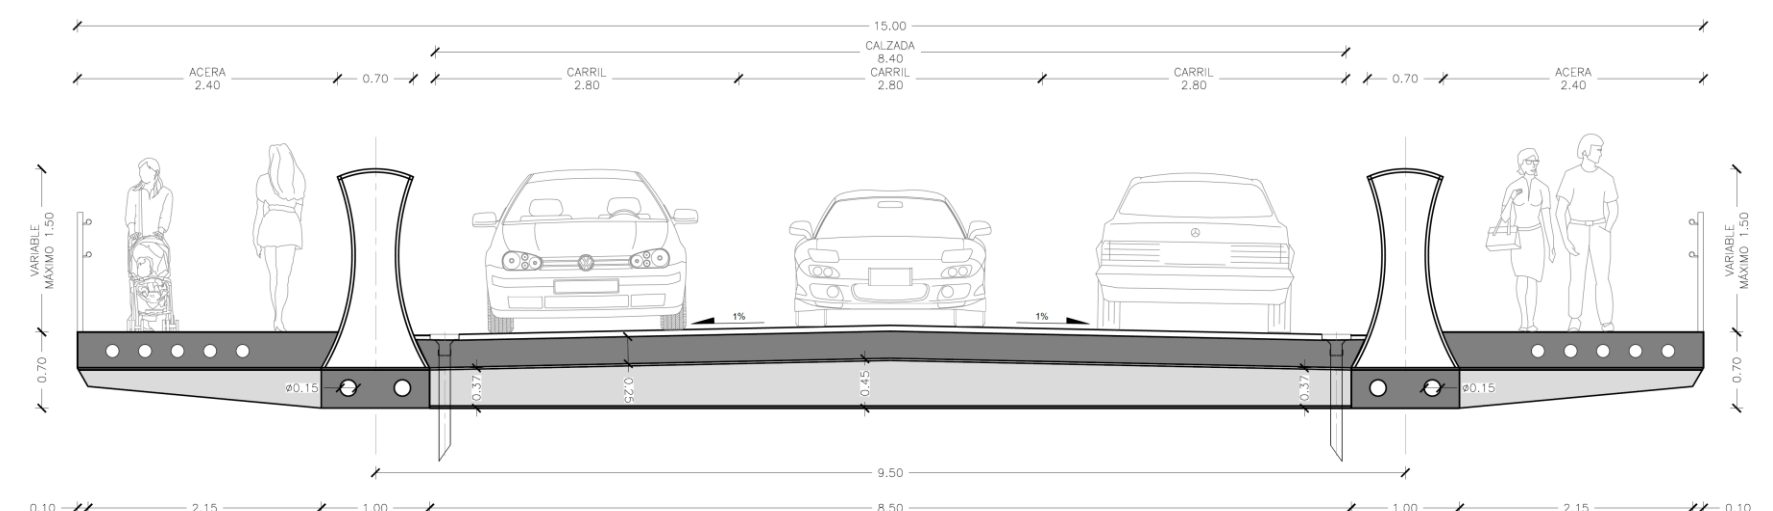 15.00
CALZADA
8.40
ACERA
2.40
0.70
CARRIL
2.80
CARRIL
2.80
CARRIL
2.80
0.70
ACERA
2.40
VARIABLE
MÁXIMO 1.50
1%
1%
VARIABLE
MÁXIMO 1.50
0.70
Ø0.15
0.37
0.25
0.45
0.37
Ø0.15
0.70
9.50
0.10
2.15
1.00
8.50
1.00
2.15
0.10